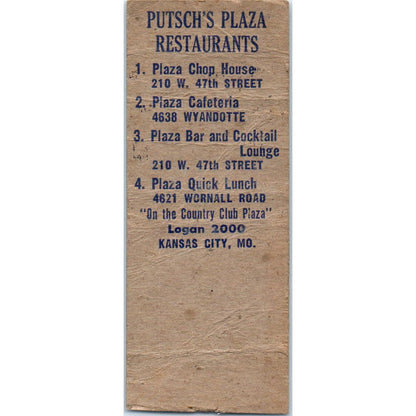 PUTSCH'S PLAZA
RESTAURANTS
1. Plaza Chop House
210 W. 47th STREET
2. Plaza Cafeteria
4638 WYANDOTTE
3. Plaza Bar and Cocktail
Lounge
210 W. 47th STREET
4. Plaza Quick Lunch
4621 WORNALL ROAD
"On the Country Club Plaza"
Logan 2000
KANSAS CITY, MO.